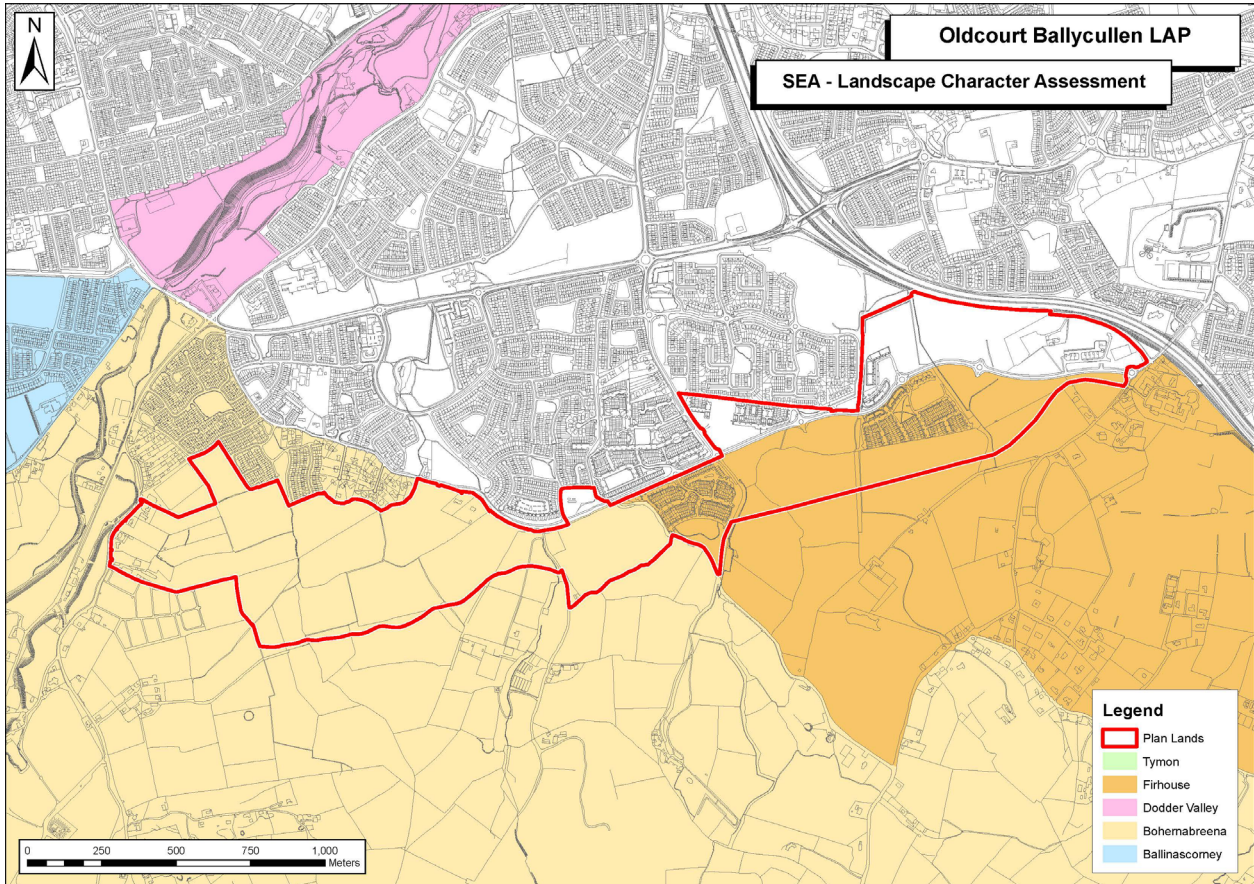 N
Oldcourt Ballycullen LAP
SEA - Landscape Character Assessment
Legend
Plan Lands
Tymon
Firhouse
Dodder Valley
Bohernabreena
Ballinascorney
0 250 500 750 1,000
Meters